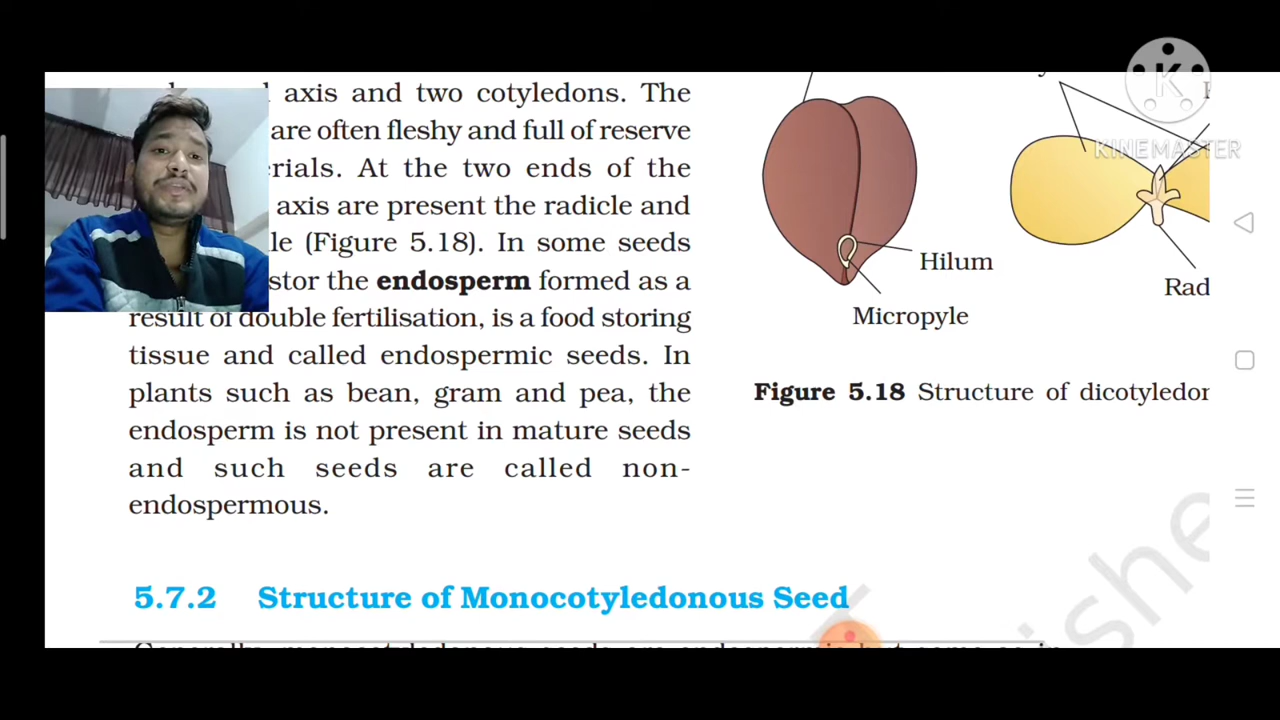 axis and two cotyledons. The
are often fleshy and full of reserve
erials. At the two ends of the
axis are present the radicle and
le (Figure 5.18). In some seeds
stor the endosperm formed as a
result of double fertilisation, is a food storing
tissue and called endospermic seeds. In
plants such as bean, gram and pea, the
endosperm is not present in mature seeds
and such seeds are called non-
endospermous.
K
KINEMASTER
Hilum
Micropyle
Rad
Figure 5.18 Structure of dicotyledon
5.7.2 Structure of Monocotyledonous Seed
she